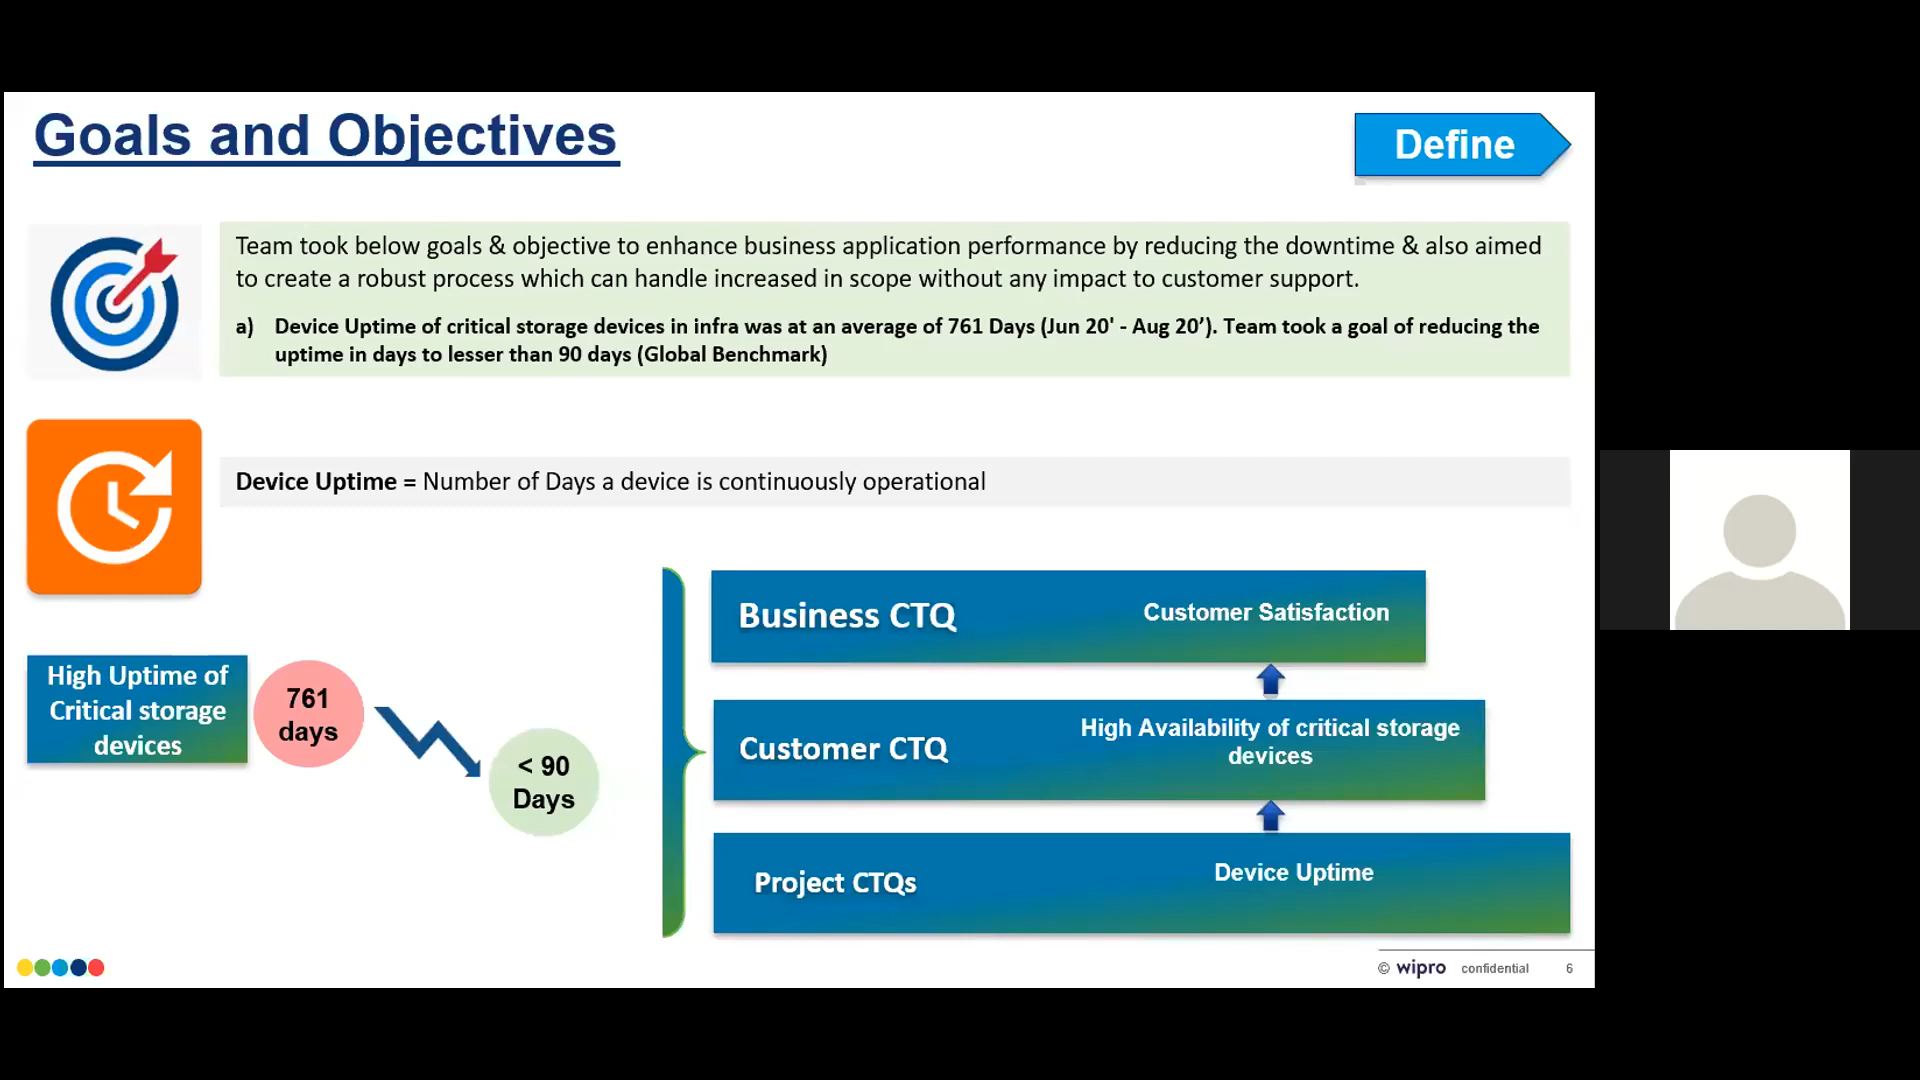 Goals and Objectives
Define
Team took below goals & objective to enhance business application performance by reducing the downtime & also aimed
to create a robust process which can handle increased in scope without any impact to customer support.
a) Device Uptime of critical storage devices in infra was at an average of 761 Days (Jun 20' - Aug 20’). Team took a goal of reducing the
uptime in days to lesser than 90 days (Global Benchmark)
Device Uptime = Number of Days a device is continuously operational
High Uptime of
Critical storage
devices
761
days
< 90
Days
Business CTQ
Customer Satisfaction
Customer CTQ
High Availability of critical storage
devices
Project CTQs
Device Uptime
© wipro confidential 6